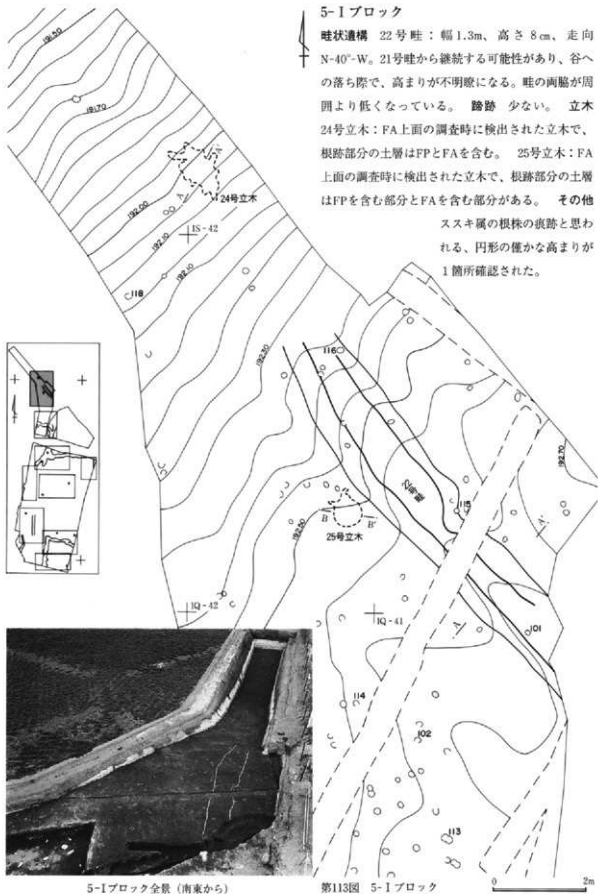 5-Iブロック
畦状遺構 22号畦：幅1.3m、高さ8㎝、走向
N-40°-W。21号畦から継続する可能性があり、谷へ
の落ち際で、高まりが不明瞭になる。畦の両脇が周
囲より低くなっている。 蹄跡 少ない。 立木
24号立木：FA上面の調査時に検出された立木で、
根跡部分の土層はFPとFAを含む。 25号立木：FA
上面の調査時に検出された立木で、根跡部分の土層
はFPを含む部分とFAを含む部分がある。 その他
ススキ属の根株の痕跡と思わ
れる、円形の僅かな高まりが
1箇所確認された。
191.50
191.70
A'
A
24号立木
192.00
192.10
IS-42
192.10
118
192.30
116
192.70
22号畦
115
A'
B
B'
25号立木
192.50
IQ-42
IQ-41
A
101
114
102
113
5-Iブロック全景（南東から）
第113図 5-Iブロック
0 2m